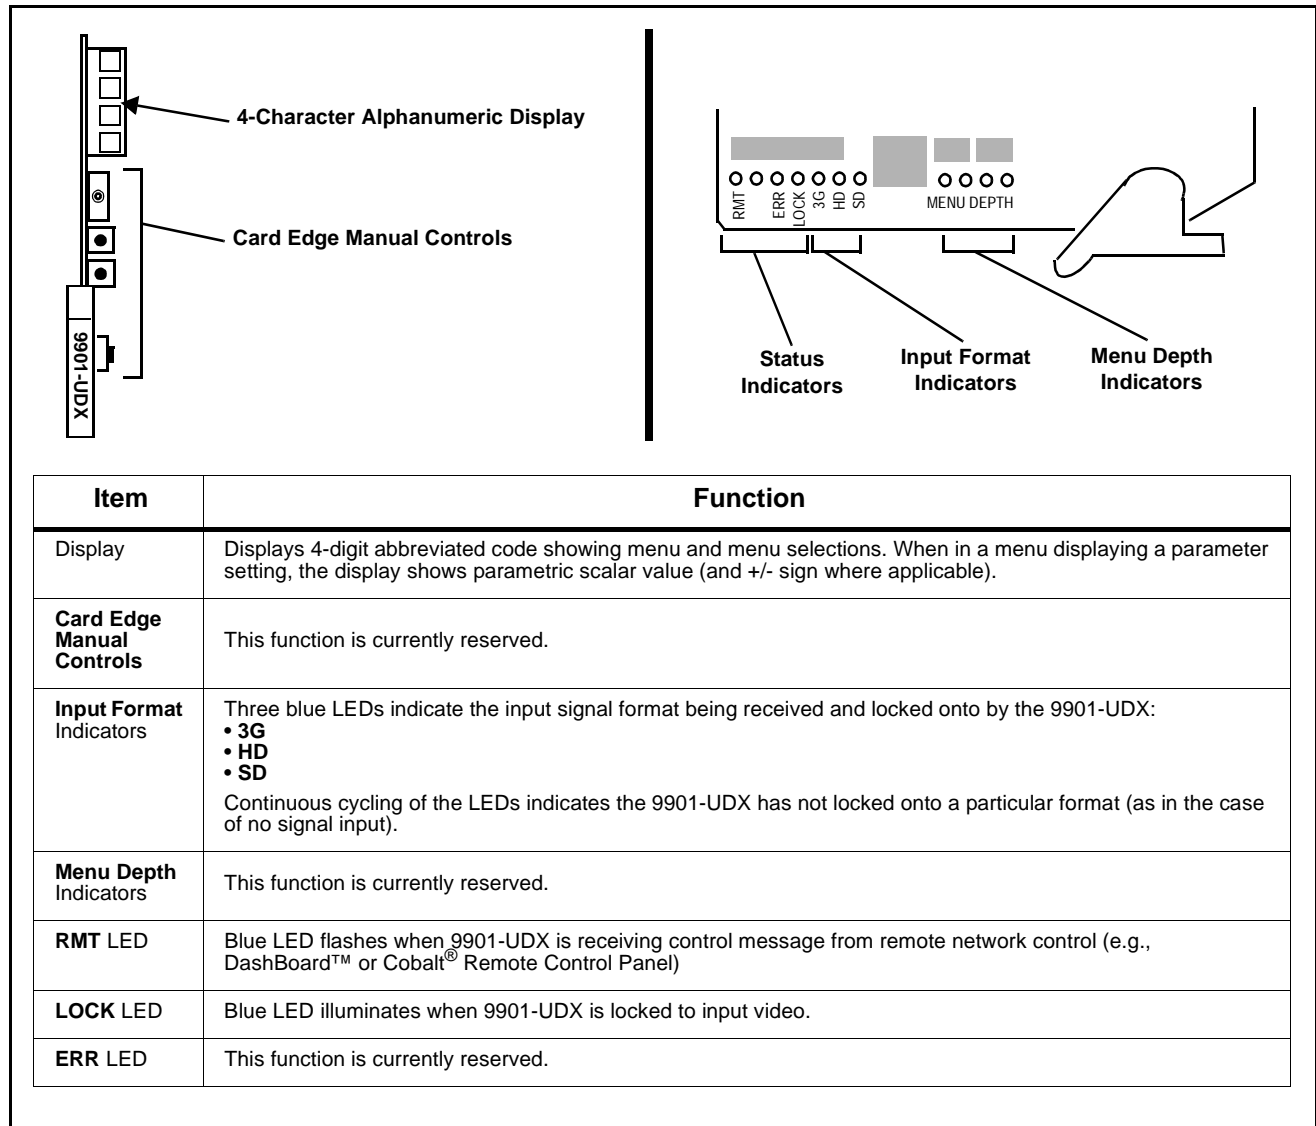 4-Character Alphanumeric Display
Card Edge Manual Controls
9901-UDX
RMT
ERR
LOCK
3G
HD
SD
MENU DEPTH
Status
Indicators
Input Format
Indicators
Menu Depth
Indicators
Item
Function
Display
Displays 4-digit abbreviated code showing menu and menu selections. When in a menu displaying a parameter
setting, the display shows parametric scalar value (and +/- sign where applicable).
Card Edge
Manual
Controls
This function is currently reserved.
Input Format
Indicators
Three blue LEDs indicate the input signal format being received and locked onto by the 9901-UDX:
• 3G
• HD
• SD
Continuous cycling of the LEDs indicates the 9901-UDX has not locked onto a particular format (as in the case
of no signal input).
Menu Depth
Indicators
This function is currently reserved.
RMT LED
Blue LED flashes when 9901-UDX is receiving control message from remote network control (e.g.,
DashBoard™ or Cobalt® Remote Control Panel)
LOCK LED
Blue LED illuminates when 9901-UDX is locked to input video.
ERR LED
This function is currently reserved.